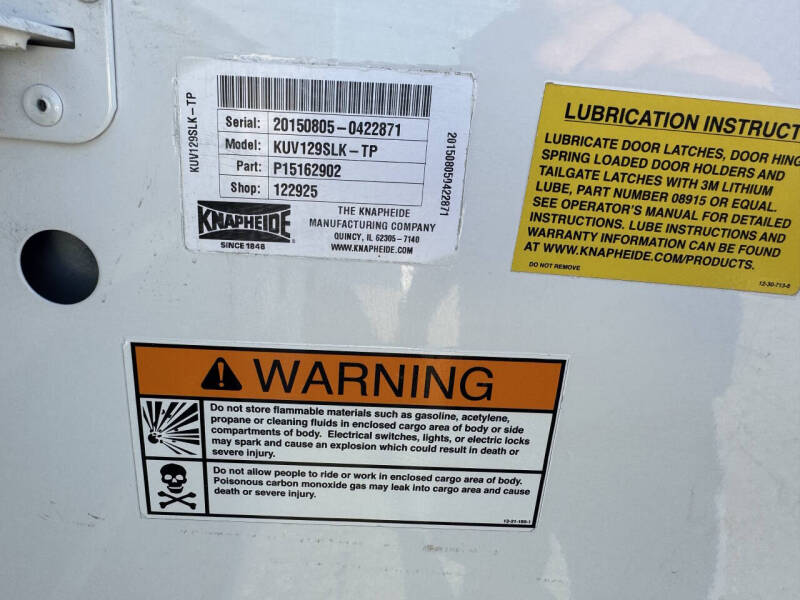 KUV129SLK-TP
Serial: 20150805-0422871
Model: KUV129SLK-TP
Part: P15162902
Shop: 122925
201508050422871
KNAPHEIDE
SINCE 1848
THE KNAPHEIDE
MANUFACTURING COMPANY
QUINCY, IL 62305-7140
WWW.KNAPHEIDE.COM
LUBRICATION INSTRUCT
LUBRICATE DOOR LATCHES, DOOR HING
SPRING LOADED DOOR HOLDERS AND
TAILGATE LATCHES WITH 3M LITHIUM
LUBE, PART NUMBER 08915 OR EQUAL.
SEE OPERATOR'S MANUAL FOR DETAILED
INSTRUCTIONS. LUBE INSTRUCTIONS AND
WARRANTY INFORMATION CAN BE FOUND
AT WWW.KNAPHEIDE.COM/PRODUCTS.
DO NOT REMOVE
WARNING
Do not store flammable materials such as gasoline, acetylene,
propane or cleaning fluids in enclosed cargo area of body or side
compartments of body. Electrical switches, lights, or electric locks
may spark and cause an explosion which could result in death or
severe injury.
Do not allow people to ride or work in enclosed cargo area of body.
Poisonous carbon monoxide gas may leak into cargo area and cause
death or severe injury.